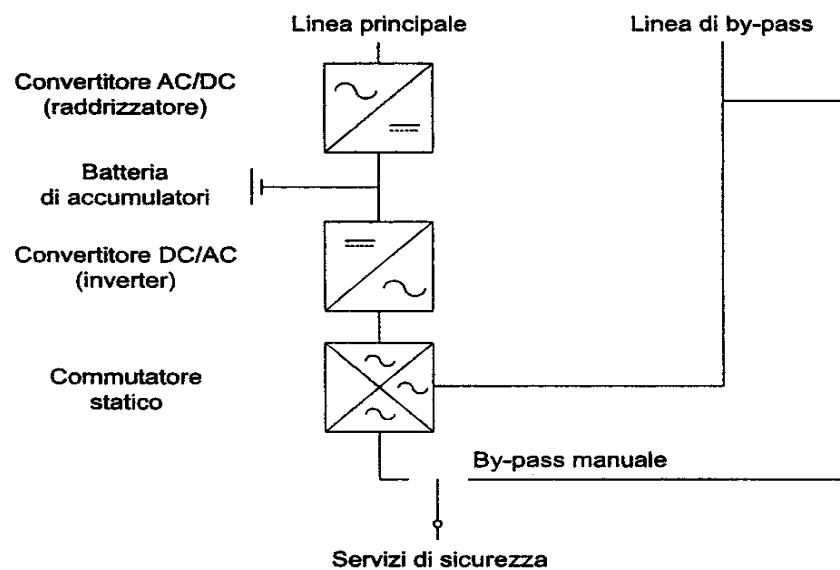 Linea principale
Linea di by-pass
Convertitore AC/DC
(raddrizzatore)
Batteria
di accumulatori
Convertitore DC/AC
(inverter)
Commutatore
statico
By-pass manuale
Servizi di sicurezza